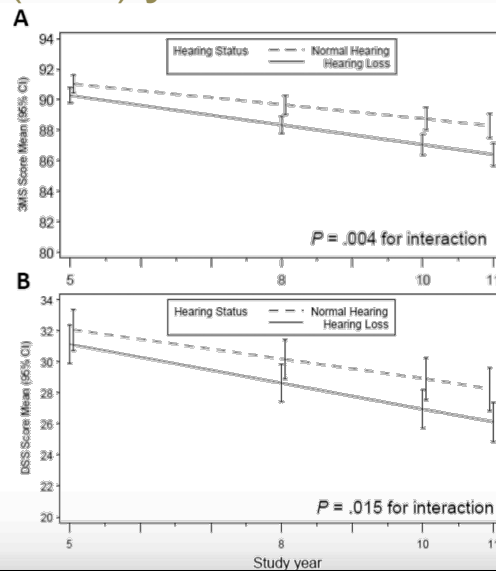 A
94
92
90
88
86
84
82
80
3MS Score Mean (95% CI)
Hearing Status
Normal Hearing
Hearing Loss
P = .004 for interaction
5
8
10
B
34
32
30
28
26
24
22
20
DSS Score Mean (95% CI)
Hearing Status
Normal Hearing
Hearing Loss
P = .015 for interaction
5
8
10
Study year